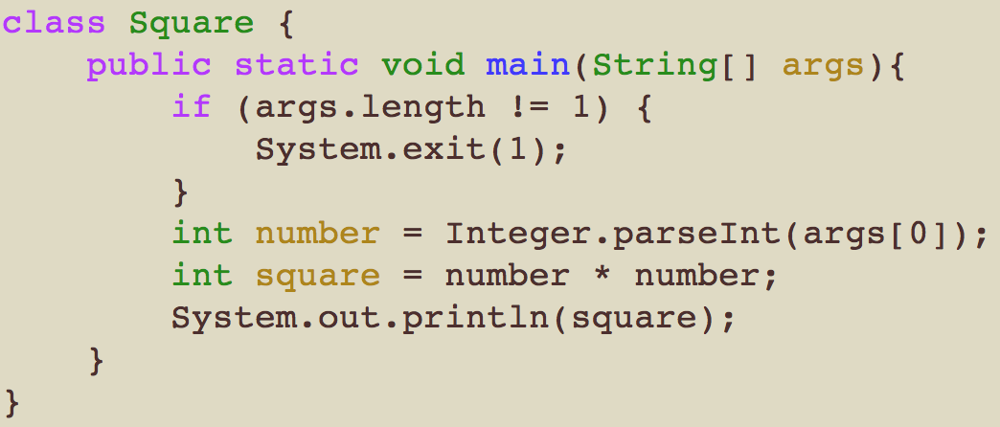 class Square {
    public static void main(String[] args){
        if (args.length != 1) {
            System.exit(1);
        }
        int number = Integer.parseInt(args[0]);
        int square = number * number;
        System.out.println(square);
    }
}